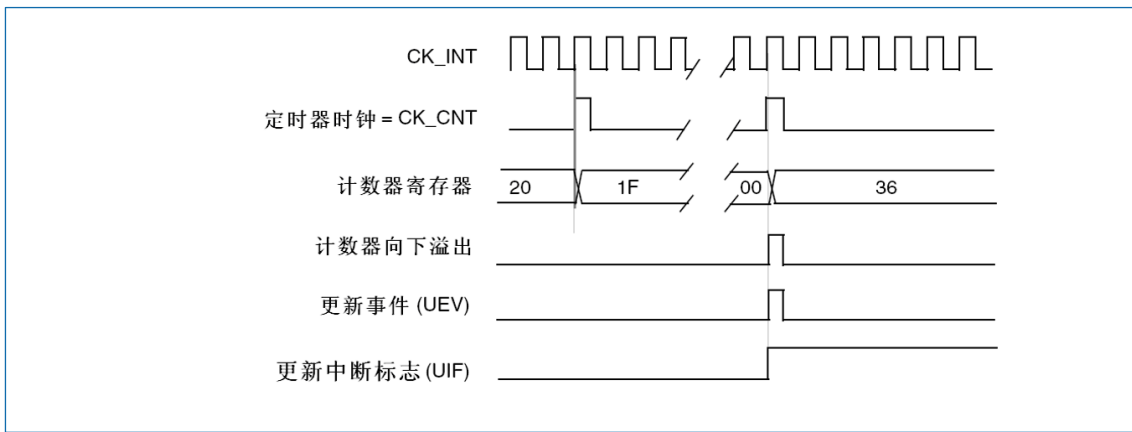 CK_INT
定时器时钟 = CK_CNT
计数器寄存器 20 1F 00 36
计数器向下溢出
更新事件 (UEV)
更新中断标志 (UIF)